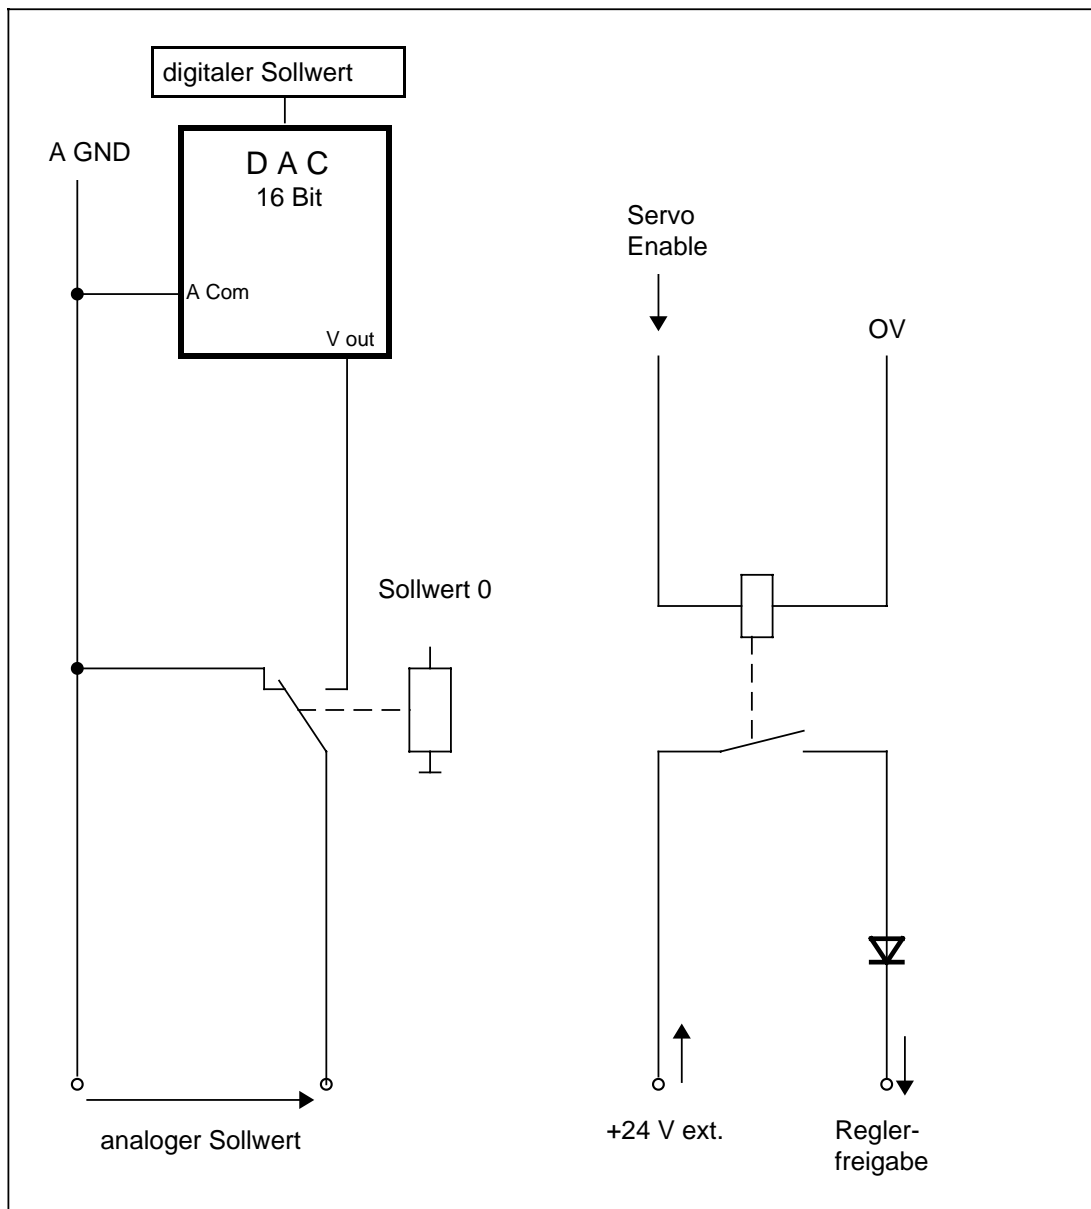 digitaler Sollwert
A GND
D A C
16 Bit
A Com
V out
Servo
Enable
OV
Sollwert 0
analoger Sollwert
+24 V ext.
Regler-
freigabe